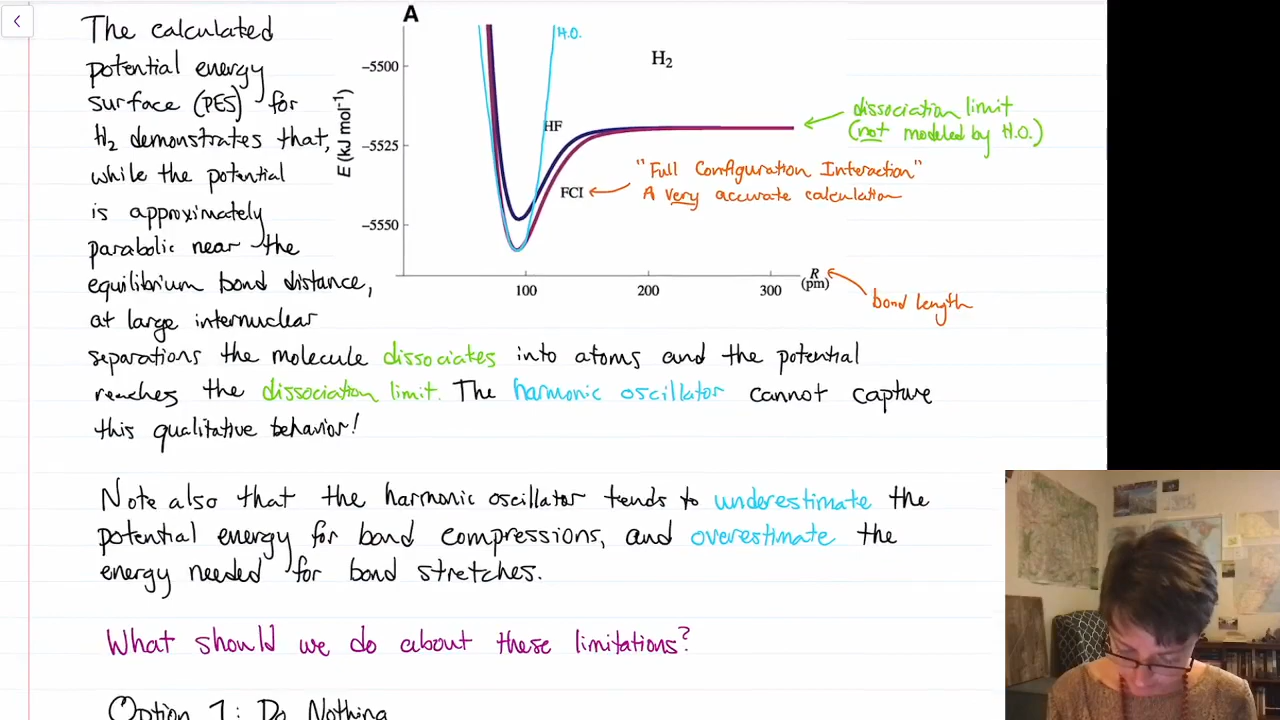 The calculated
potential energy
surface (PES) for
H₂ demonstrates that,
while the potential
is approximately
parabolic near the
equilibrium bond distance,
at large internuclear
separations the molecule dissociates into atoms and the potential
reaches the dissociation limit. The harmonic oscillator cannot capture
this qualitative behavior!
A
H.O.
H₂
-5500
-5525
-5550
E (kJ mol⁻¹)
HF
FCI
100
200
300
R
(pm)
dissociation limit
(not modeled by H.O.)
"Full Configuration Interaction"
A very accurate calculation
bond length
Note also that the harmonic oscillator tends to underestimate the
potential energy for bond compressions, and overestimate the
energy needed for bond stretches.
What should we do about these limitations?
Option 1: Do Nothing